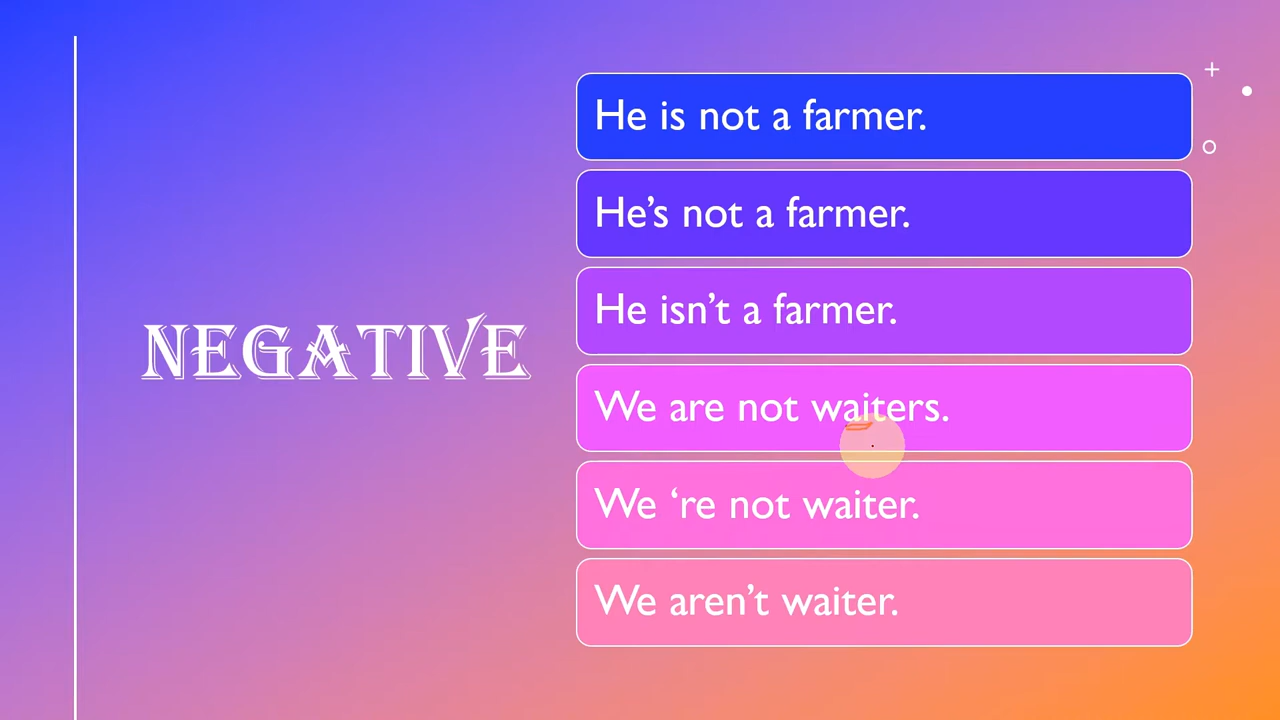 NEGATIVE
He is not a farmer.
He’s not a farmer.
He isn’t a farmer.
We are not waiters.
We ‘re not waiter.
We aren’t waiter.